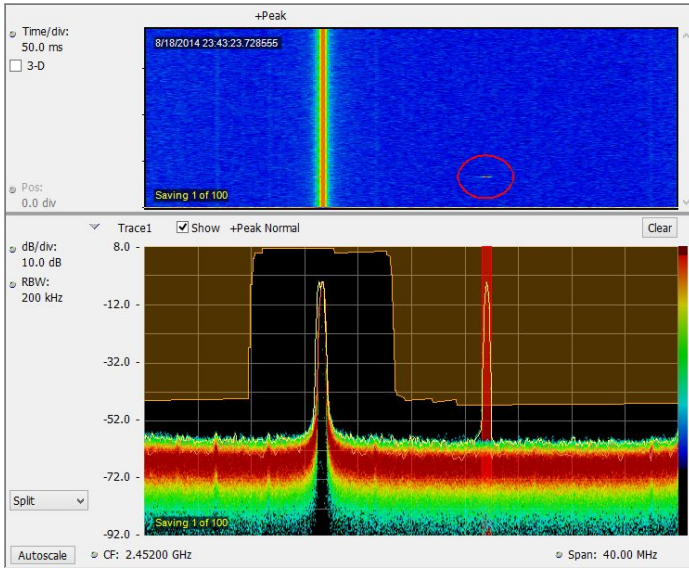 +Peak
Time/div:
50.0 ms
3-D
8/18/2014 23:43:23.728555
Pos:
0.0 div
Saving 1 of 100
Trace1 Show +Peak Normal Clear
dB/div:
10.0 dB
RBW:
200 kHz
8.0 -
-12.0 -
-32.0 -
-52.0 -
-72.0 -
-92.0 -
Split
Saving 1 of 100
Autoscale CF: 2.45200 GHz Span: 40.00 MHz